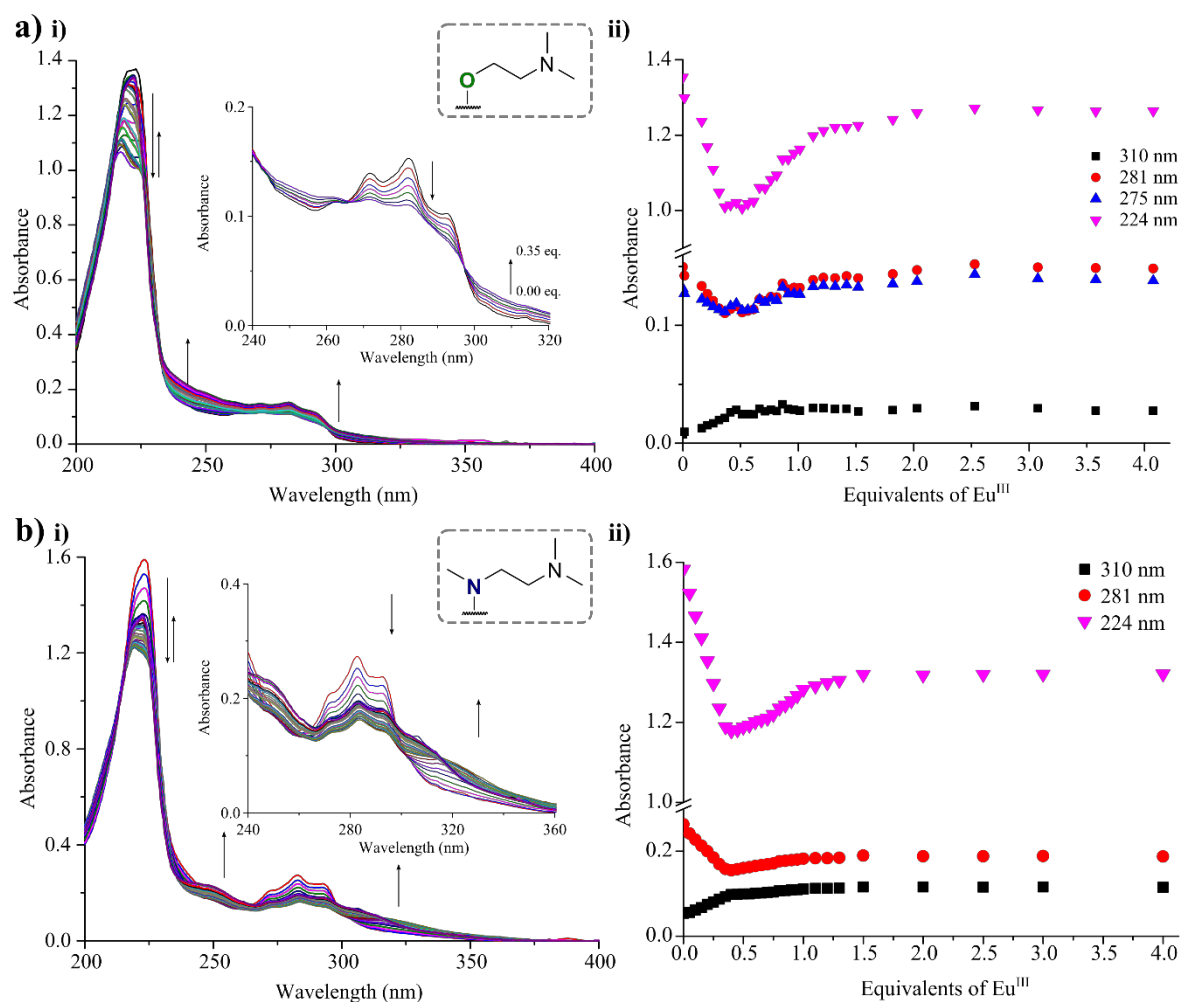 a) i)
ii)
1.4
1.2
1.0
0.8
0.6
0.4
0.2
0.0
Absorbance
200
250
300
350
400
Wavelength (nm)
0.2
0.1
0.0
Absorbance
240
260
280
300
320
Wavelength (nm)
0.35 eq.
0.00 eq.
O
N
1.4
1.2
1.0
0.1
0.0
Absorbance
0
0.5
1.0
1.5
2.0
2.5
3.0
3.5
4.0
Equivalents of Euᴵᴵᴵ
310 nm
281 nm
275 nm
224 nm
b) i)
ii)
1.6
1.2
0.8
0.4
0.0
Absorbance
200
250
300
350
400
Wavelength (nm)
0.4
0.2
0.0
Absorbance
240
280
320
360
Wavelength (nm)
N
N
1.6
1.4
1.2
1.0
0.2
0.0
Absorbance
0.0
0.5
1.0
1.5
2.0
2.5
3.0
3.5
4.0
Equivalents of Euᴵᴵᴵ
310 nm
281 nm
224 nm